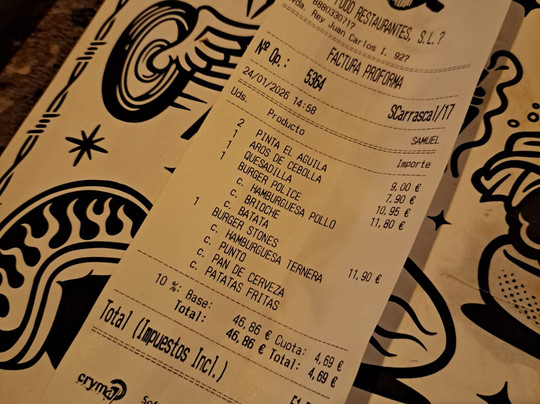 FOOD RESTAURANTES, S.L.?
B88033071?
Avda. Rey Juan Carlos I. 92?
FACTURA PROFORMA
Nº Op.: 5364 SCarrascal/17
24/01/2026 14:58 SAMUEL
Uds. Producto Importe
2 PINTA EL AGUILA 9,00 €
1 AROS DE CEBOLLA 7,90 €
1 QUESADILLA 10,95 €
1 BURGER POLICE 11,80 €
c. HAMBURGUESA POLLO
c. BRIOCHE
c. BATATA
1 BURGER STONES 11,90 €
c. HAMBURGUESA TERNERA
c. PUNTO
c. PAN DE CERVEZA
c. PATATAS FRITAS
10 %: Base: 46,86 € Cuota: 4,69 €
Total: 46,86 € Total: 4,69 €
Total (Impuestos Incl.)
cryma